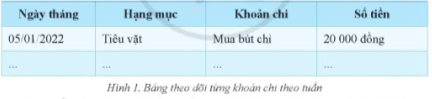 Ngày tháng Hạng mục Khoản chi Số tiền
05/01/2022 Tiêu vặt Mua bút chì 20 000 đồng
... ... ... ...
Hình 1. Bảng theo dõi từng khoản chi theo tuần